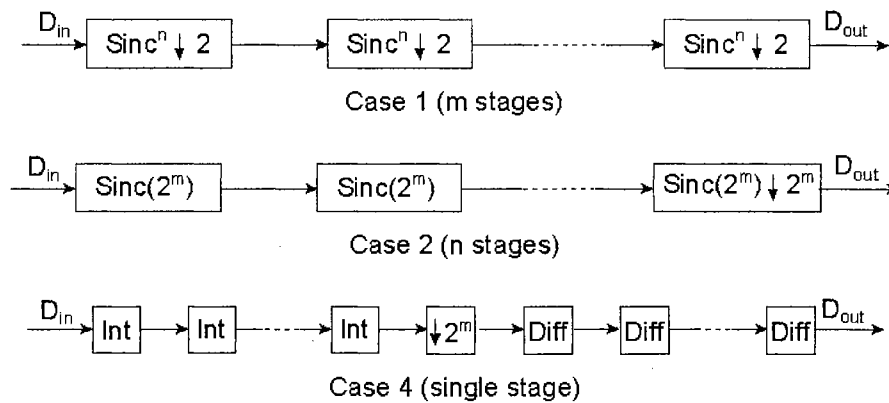 D_in Sinc^n ↓ 2 Sinc^n ↓ 2 Sinc^n ↓ 2 D_out
Case 1 (m stages)
D_in Sinc(2^m) Sinc(2^m) Sinc(2^m) ↓ 2^m D_out
Case 2 (n stages)
D_in Int Int Int ↓2^m Diff Diff Diff D_out
Case 4 (single stage)